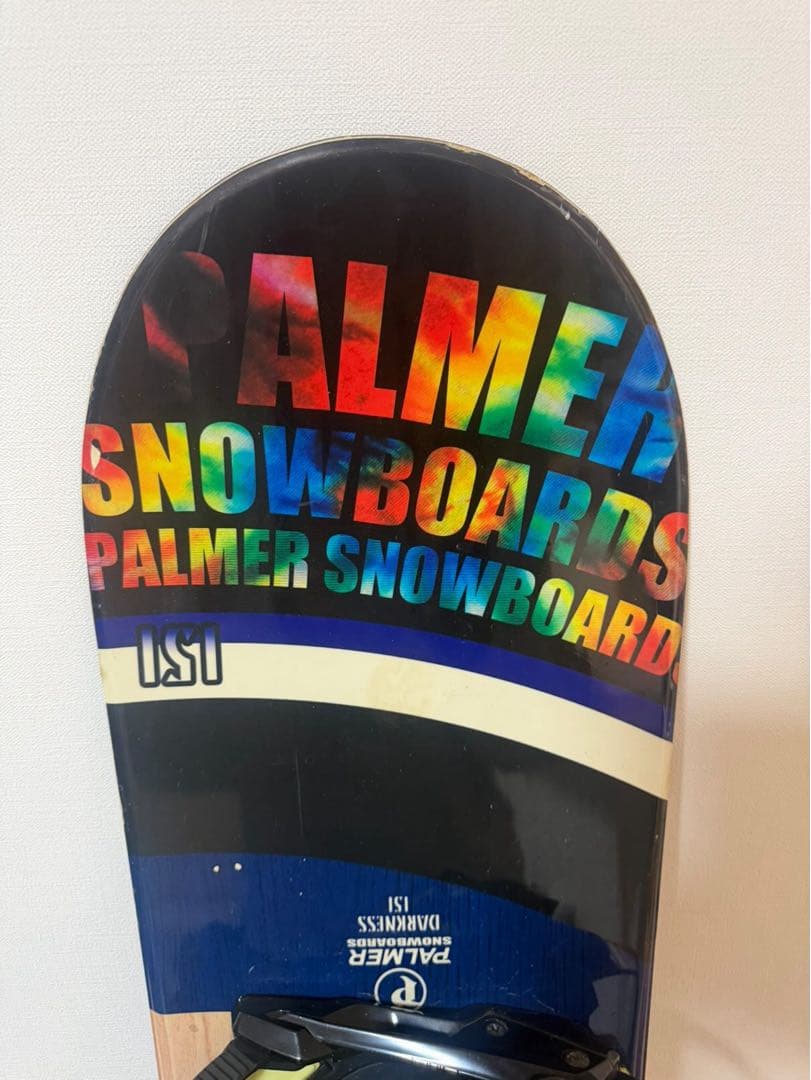 PALMER
SNOWBOARDS
PALMER SNOWBOARDS
151
P
PALMER
SNOWBOARDS
DARKNESS
151